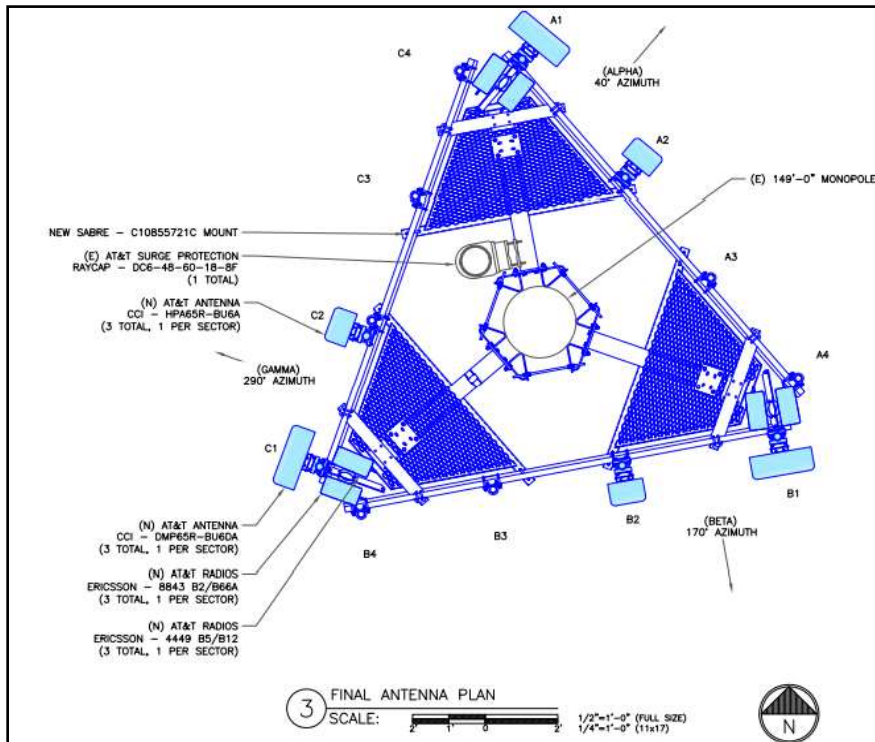 A1
C4
(ALPHA)
40° AZIMUTH
A2
C3
(E) 149'-0" MONOPOLE
NEW SABRE - C10855721C MOUNT
(E) AT&T SURGE PROTECTION
RAYCAP - DC6-48-60-18-8F
(1 TOTAL)
A3
(N) AT&T ANTENNA
CCI - HPA65R-BU6A
(3 TOTAL, 1 PER SECTOR)
C2
A4
(GAMMA)
290° AZIMUTH
C1
B1
B2
(BETA)
170° AZIMUTH
B3
B4
(N) AT&T ANTENNA
CCI - DMP65R-BU6DA
(3 TOTAL, 1 PER SECTOR)
(N) AT&T RADIOS
ERICSSON - 8843 B2/B66A
(3 TOTAL, 1 PER SECTOR)
(N) AT&T RADIOS
ERICSSON - 4449 B5/B12
(3 TOTAL, 1 PER SECTOR)
3
FINAL ANTENNA PLAN
SCALE:
2' 1' 0 2'
1/2"=1'-0" (FULL SIZE)
1/4"=1'-0" (11x17)
N